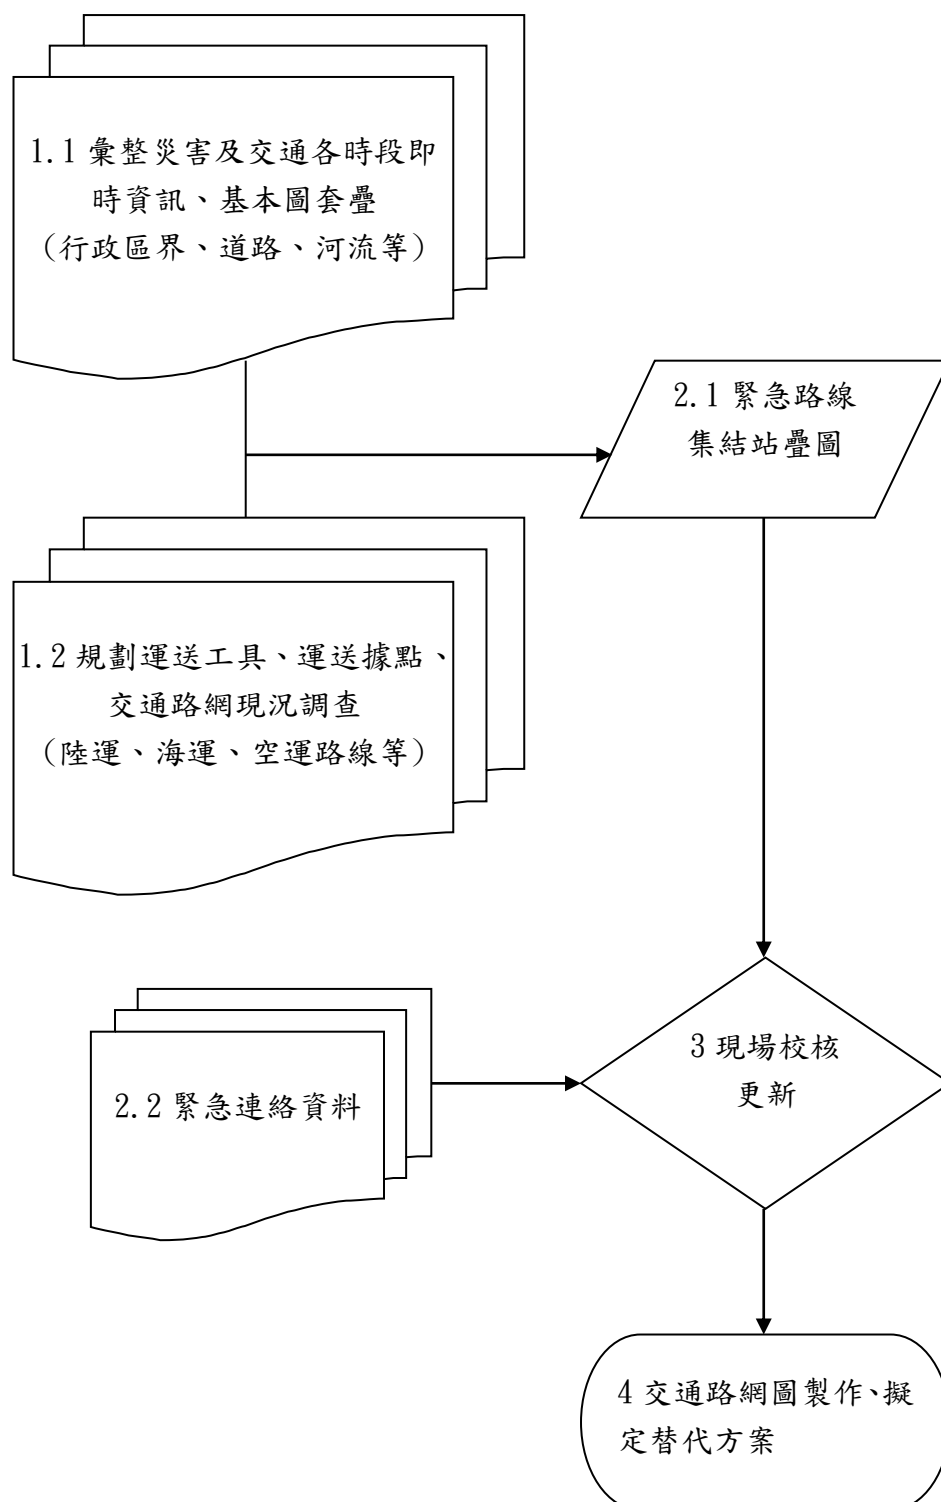 1.1 彙整災害及交通各時段即
時資訊、基本圖套疊
(行政區界、道路、河流等)
2.1 緊急路線
集結站疊圖
1.2 規劃運送工具、運送據點、
交通路網現況調查
(陸運、海運、空運路線等)
3 現場校核
更新
2.2 緊急連絡資料
4 交通路網圖製作、擬
定替代方案